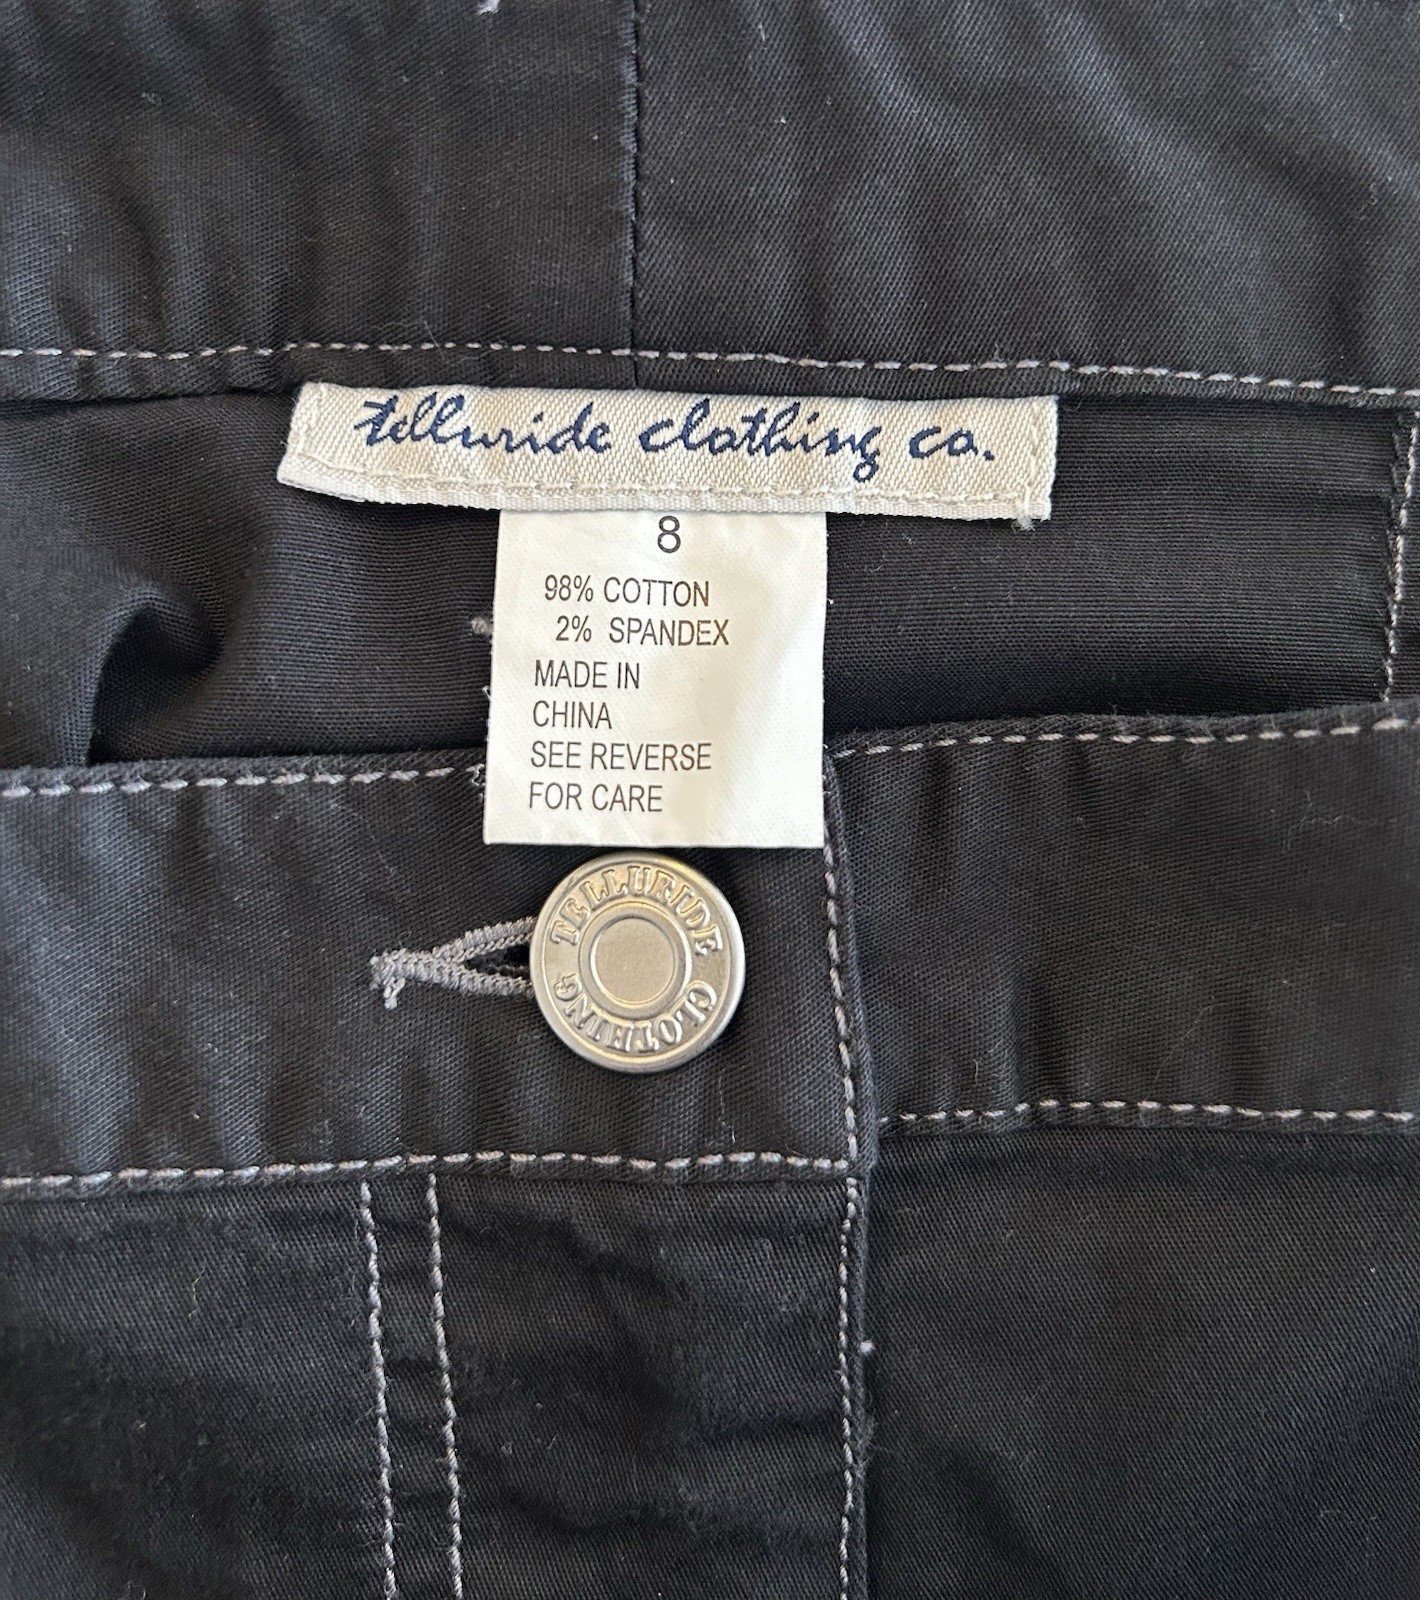 telluride clothing co.
8
98% COTTON
2% SPANDEX
MADE IN
CHINA
SEE REVERSE
FOR CARE
TELLURIDE
CLOTHING